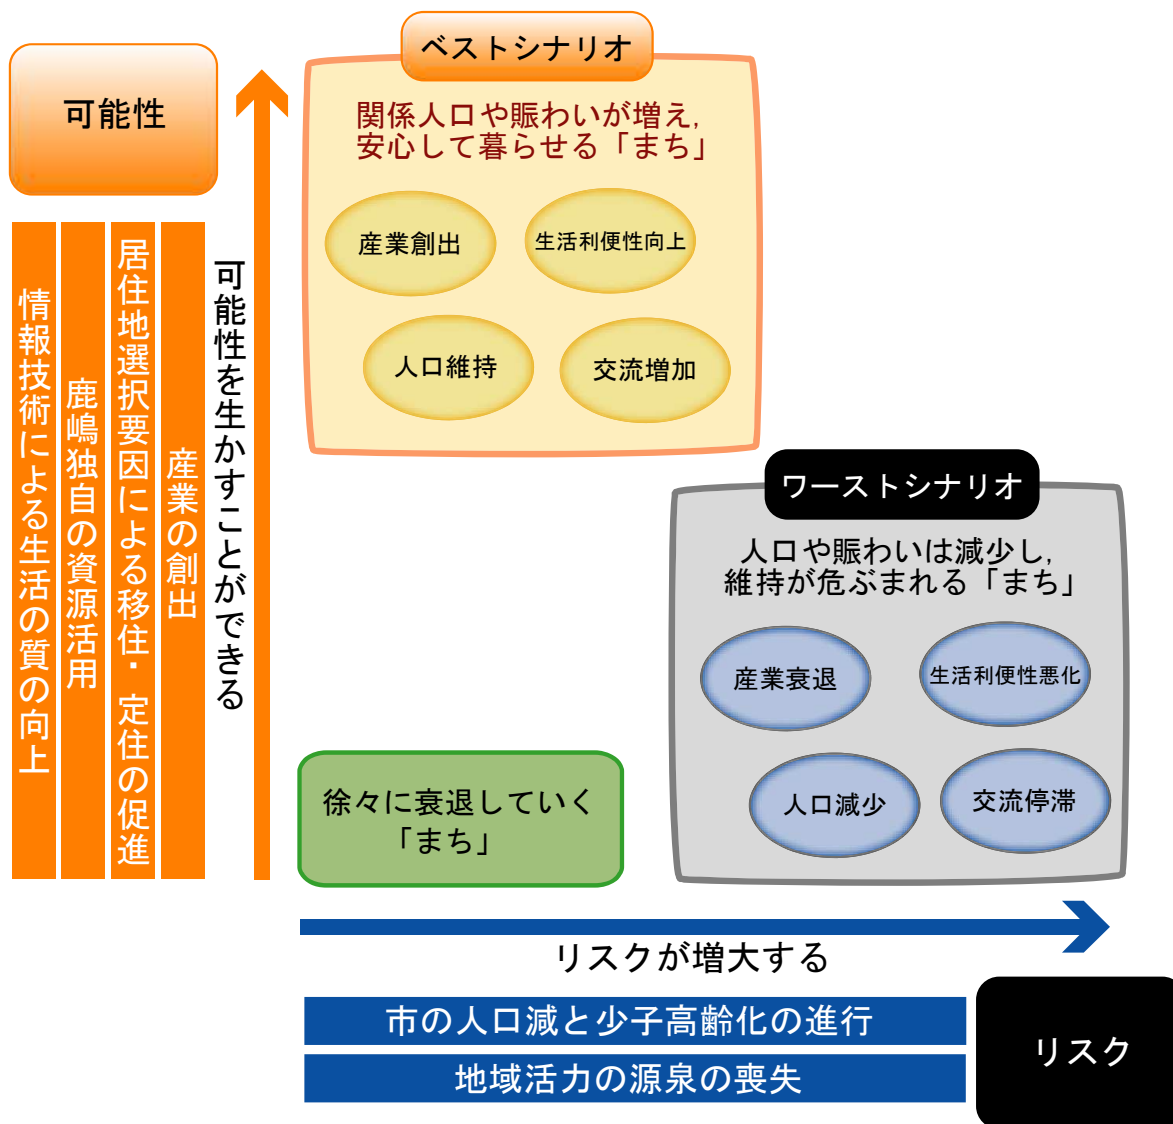 可能性
情報技術による生活の質の向上
鹿嶋独自の資源活用
居住地選択要因による移住・定住の促進
産業の創出
可能性を生かすことができる
ベストシナリオ
関係人口や賑わいが増え,
安心して暮らせる「まち」
産業創出
生活利便性向上
人口維持
交流増加
ワーストシナリオ
人口や賑わいは減少し,
維持が危ぶまれる「まち」
産業衰退
生活利便性悪化
人口減少
交流停滞
徐々に衰退していく
「まち」
リスクが増大する
市の人口減と少子高齢化の進行
地域活力の源泉の喪失
リスク